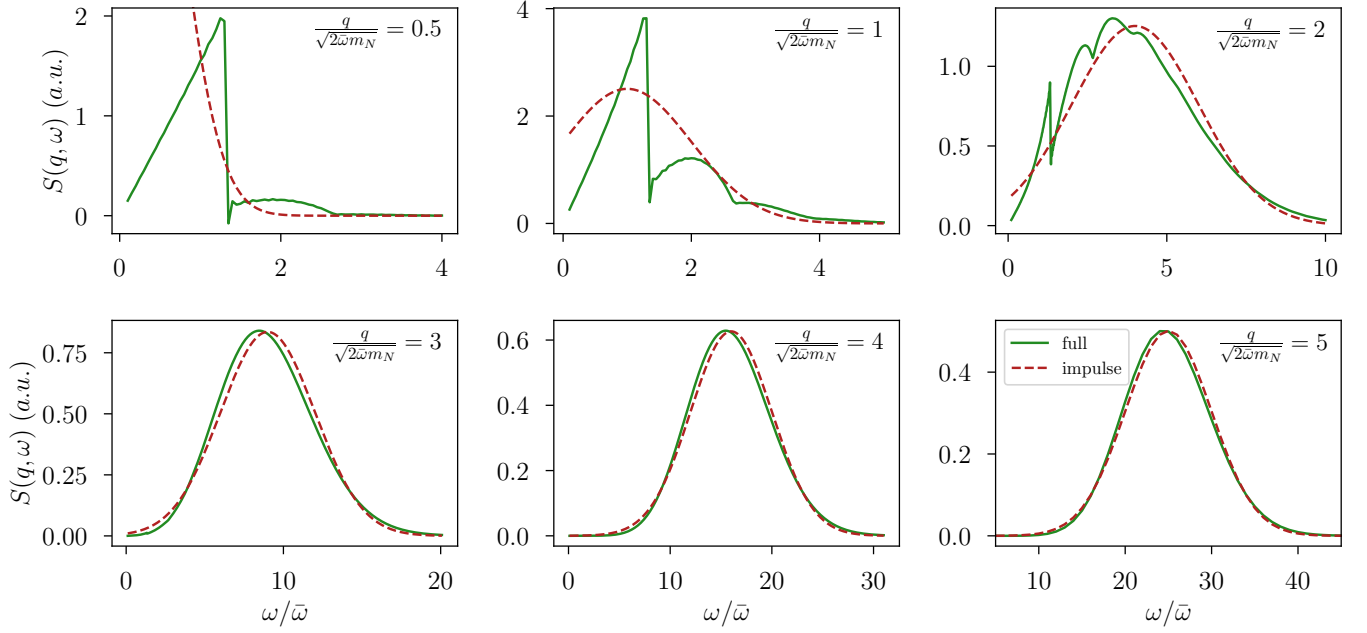 S(q, ω) (a.u.)
2
1
0
0 2 4
q/√(2ω̄m_N) = 0.5
4
2
0
0 2 4
q/√(2ω̄m_N) = 1
1.0
0.5
0.0
0 5 10
q/√(2ω̄m_N) = 2
S(q, ω) (a.u.)
0.75
0.50
0.25
0.00
0 10 20
ω/ω̄
q/√(2ω̄m_N) = 3
0.6
0.4
0.2
0.0
0 10 20 30
ω/ω̄
q/√(2ω̄m_N) = 4
0.4
0.2
0.0
10 20 30 40
ω/ω̄
full
impulse
q/√(2ω̄m_N) = 5